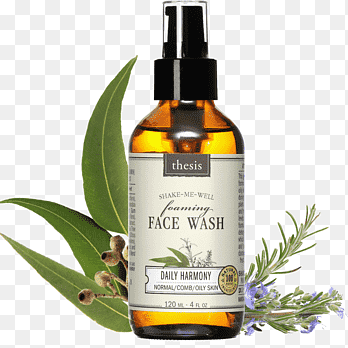 thesis
SHAKE-ME-WELL
foaming
FACE WASH
DAILY HARMONY
NORMAL/COMB/OILY SKIN
120 ML - 4 FL OZ